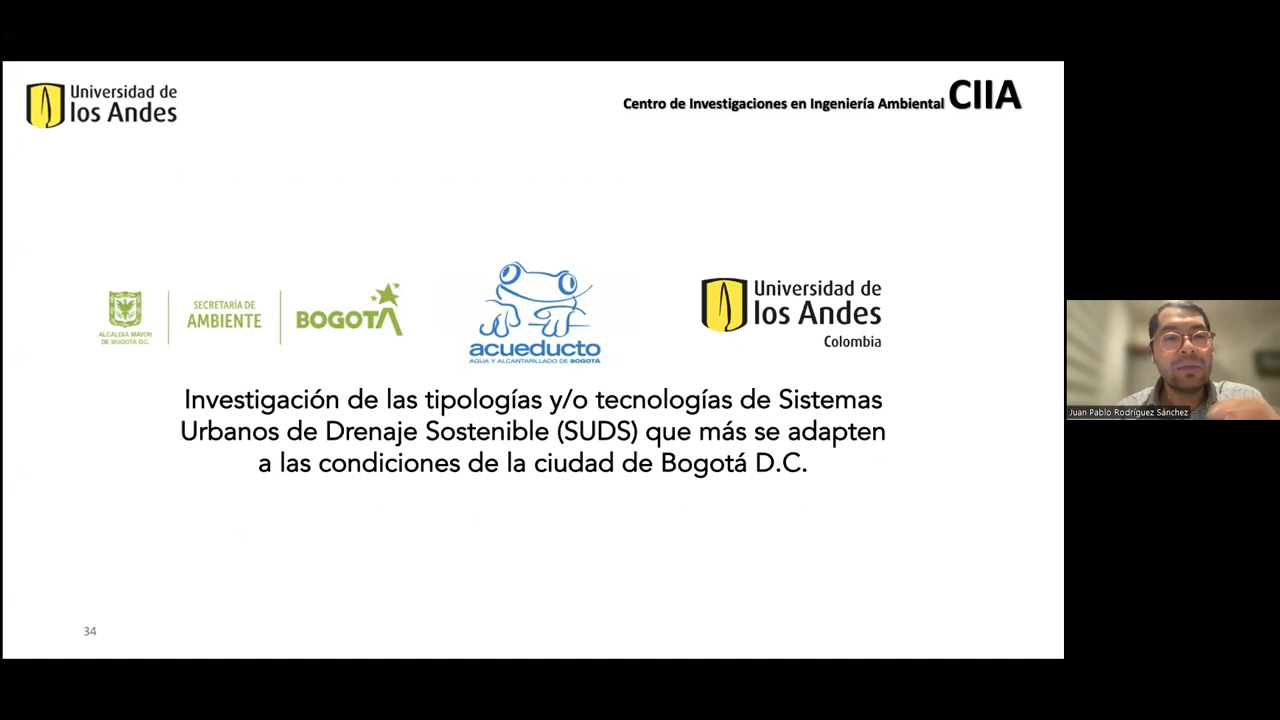 Universidad de
los Andes
Centro de Investigaciones en Ingeniería Ambiental CIIA
ALCALDÍA MAYOR
DE BOGOTÁ D.C.
SECRETARÍA DE
AMBIENTE
BOGOTÁ
acueducto
AGUA Y ALCANTARILLADO DE BOGOTÁ
Universidad de
los Andes
Colombia
Investigación de las tipologías y/o tecnologías de Sistemas
Urbanos de Drenaje Sostenible (SUDS) que más se adapten
a las condiciones de la ciudad de Bogotá D.C.
Juan Pablo Rodríguez Sánchez
34